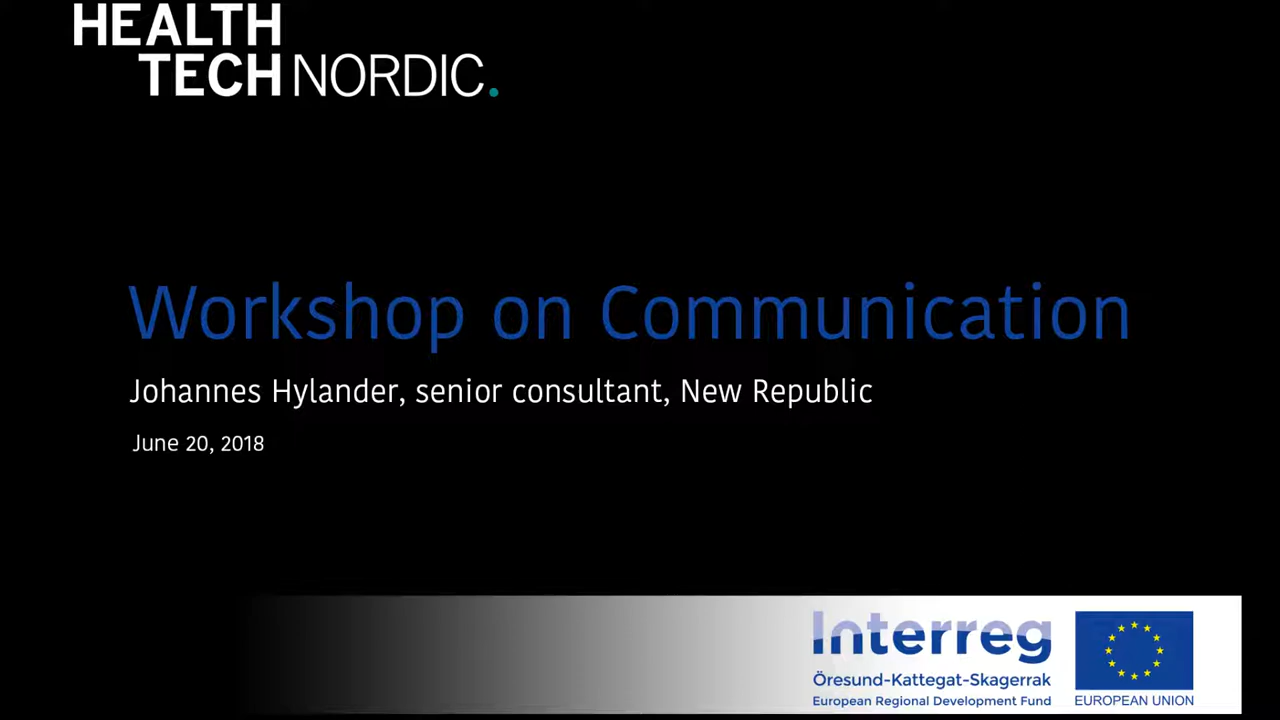 HEALTH
TECH NORDIC.
Workshop on Communication
Johannes Hylander, senior consultant, New Republic
June 20, 2018
Interreg
Öresund-Kattegat-Skagerrak
European Regional Development Fund
EUROPEAN UNION